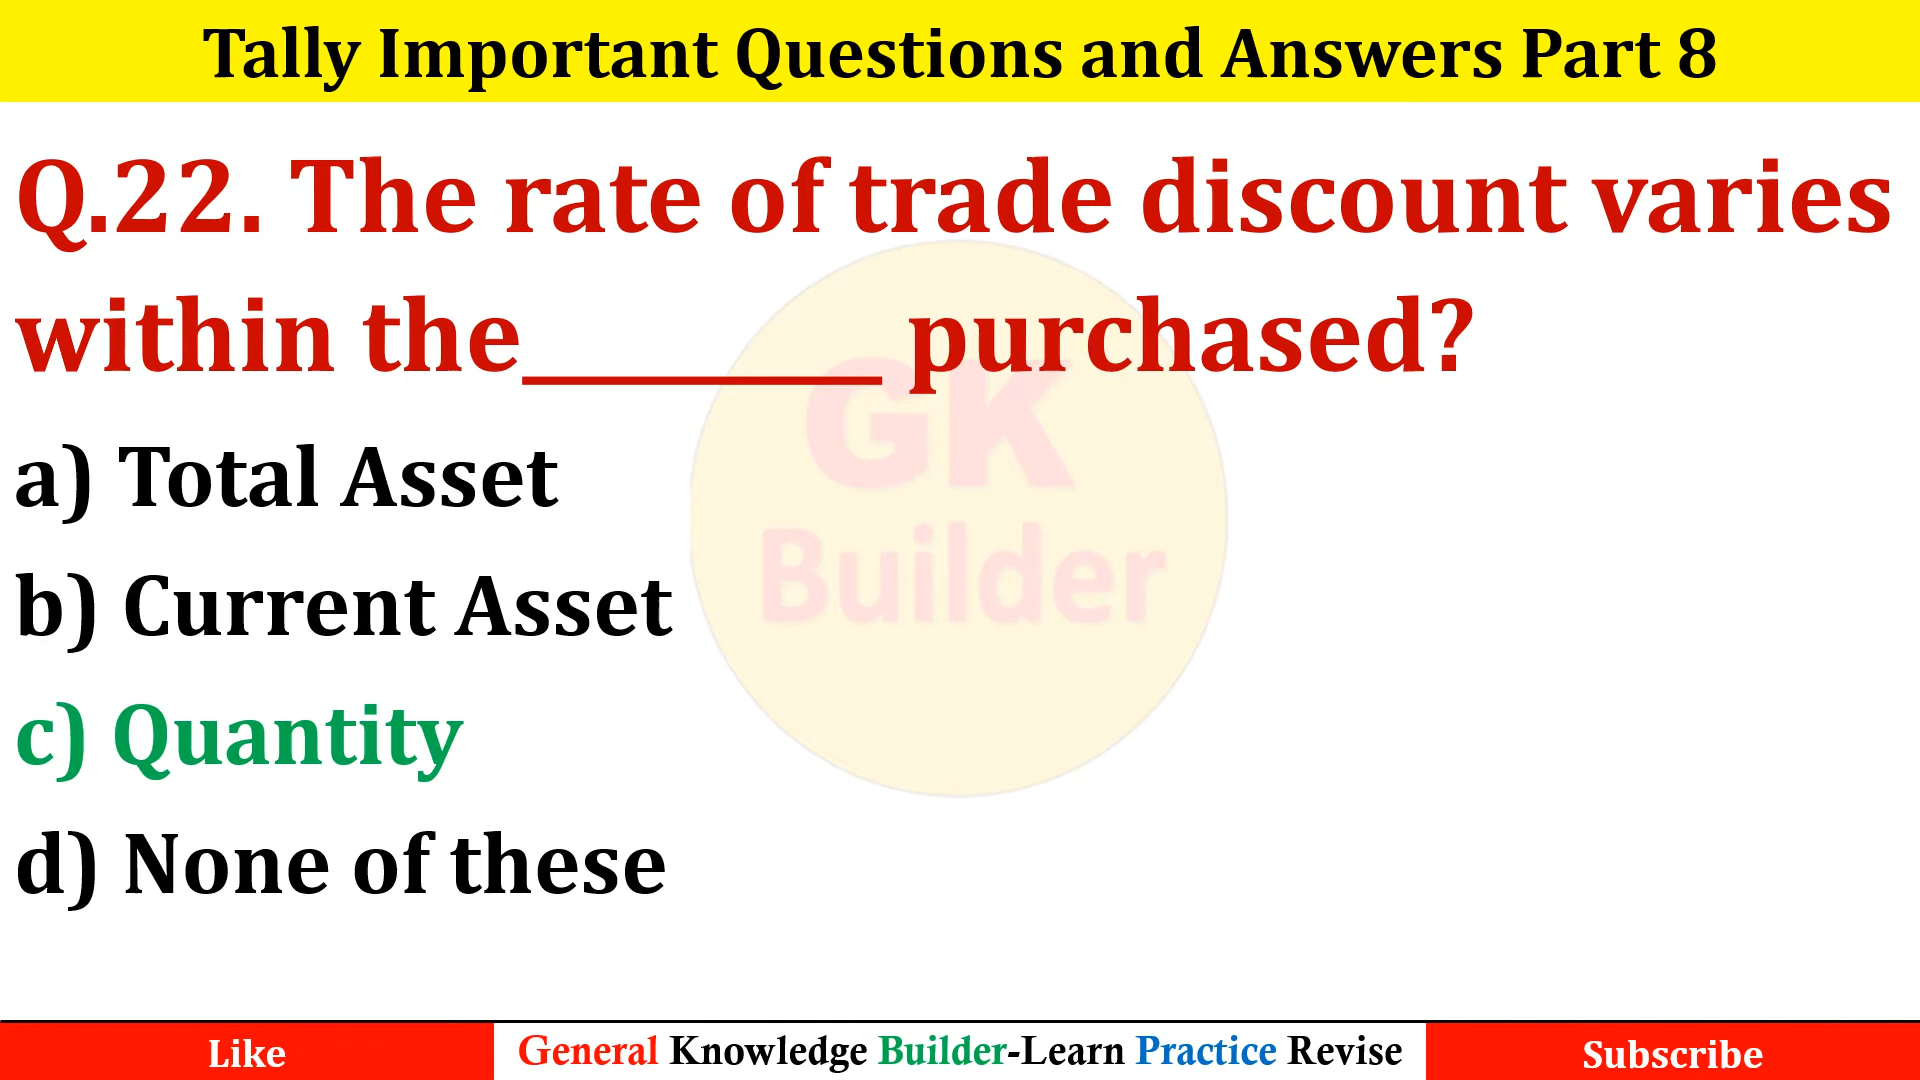 Tally Important Questions and Answers Part 8
Q.22. The rate of trade discount varies
within the_______ purchased?
a) Total Asset
b) Current Asset
c) Quantity
d) None of these
GK
Builder
Like
General Knowledge Builder-Learn Practice Revise
Subscribe